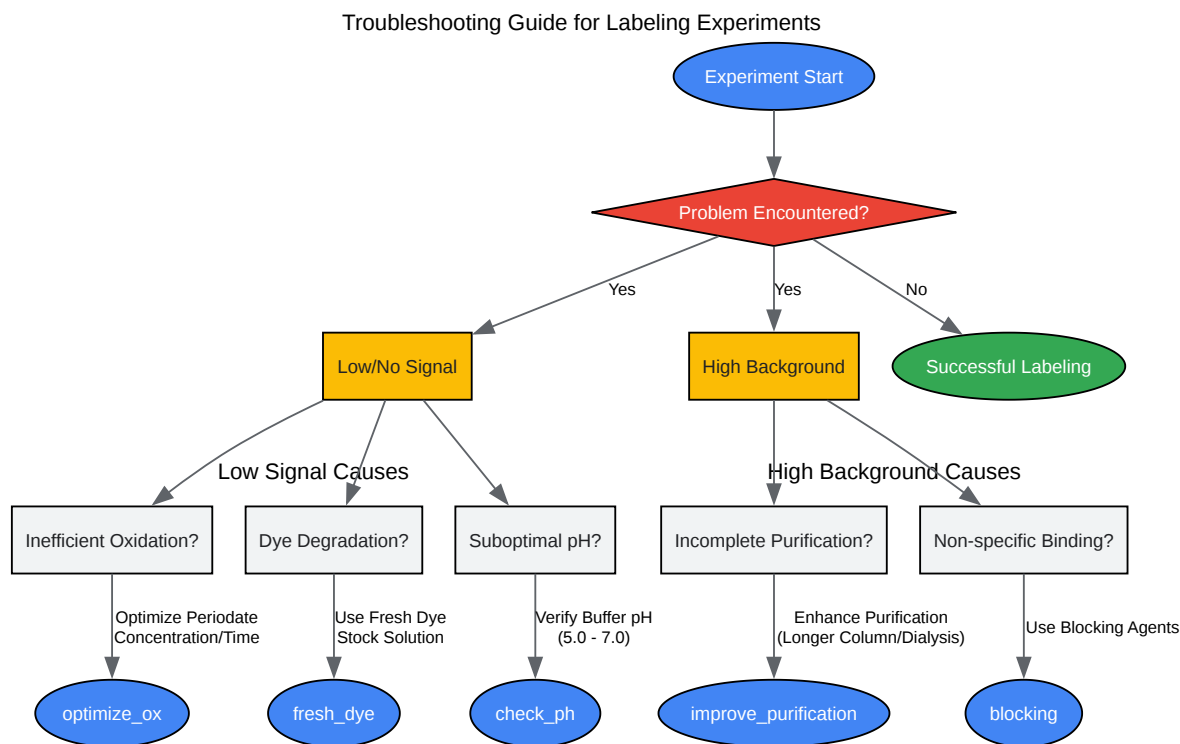 Troubleshooting Guide for Labeling Experiments
Experiment Start
Problem Encountered?
Yes
Yes
No
Low/No Signal
High Background
Successful Labeling
Low Signal Causes
High Background Causes
Inefficient Oxidation?
Dye Degradation?
Suboptimal pH?
Incomplete Purification?
Non-specific Binding?
Optimize Periodate
Concentration/Time
Use Fresh Dye
Stock Solution
Verify Buffer pH
(5.0 - 7.0)
Enhance Purification
(Longer Column/Dialysis)
Use Blocking Agents
optimize_ox
fresh_dye
check_ph
improve_purification
blocking